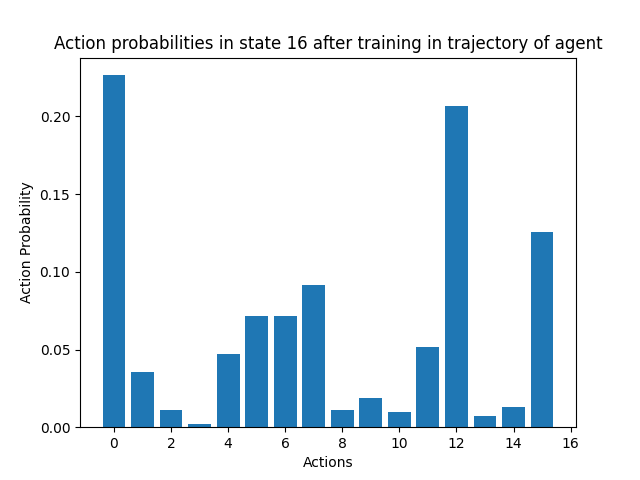 Action probabilities in state 16 after training in trajectory of agent
Action Probability
0.20
0.15
0.10
0.05
0.00
0 2 4 6 8 10 12 14 16
Actions